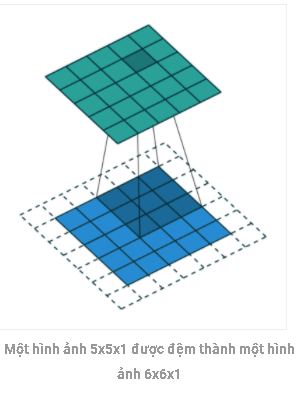 Một hình ảnh 5x5x1 được đệm thành một hình
ảnh 6x6x1